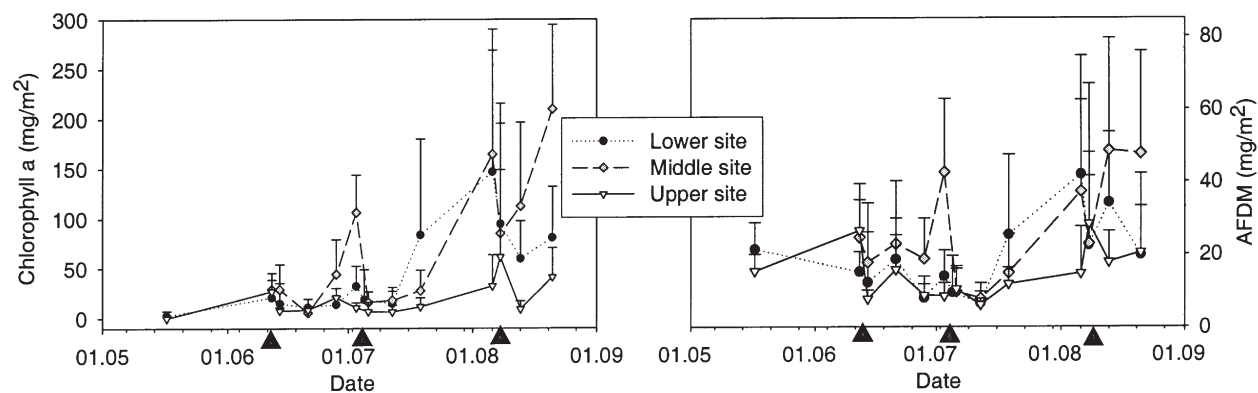 300
250
200
150
100
50
0
Chlorophyll a (mg/m2)
01.05 01.06 01.07 01.08 01.09
Date
Lower site
Middle site
Upper site
80
60
40
20
0
AFDM (mg/m2)
01.05 01.06 01.07 01.08 01.09
Date